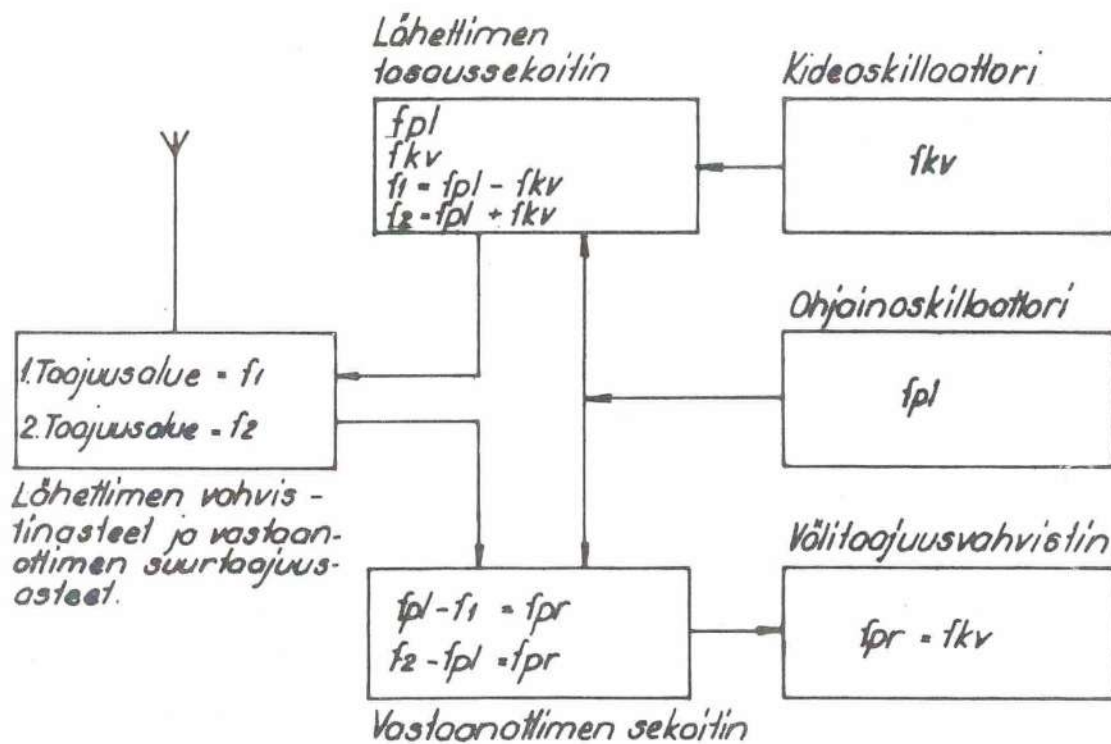 Lähettimen
tasaussekoitin
fpl
fkv
f1 = fpl - fkv
f2 = fpl + fkv
Kideoskillaattori
fkv
Ohjainoskillaattori
fpl
1. Taajuusalue = f1
2. Taajuusalue = f2
Lähettimen vahvis -
tinasteet ja vastaan-
ottimen suurtaajuus-
asteet.
fpl - f1 = fpr
f2 - fpl = fpr
Vastaanottimen sekoitin
Välitaajuusvahvistin
fpr = fkv